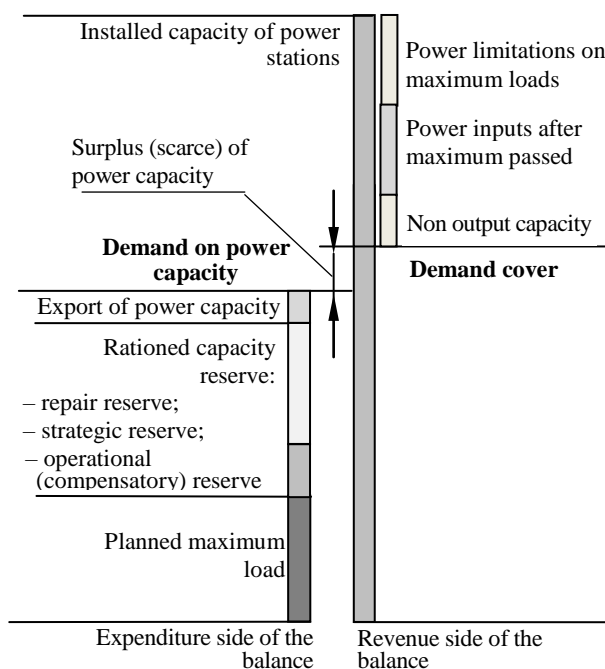 Installed capacity of power
stations
Power limitations on
maximum loads
Power inputs after
maximum passed
Surplus (scarce) of
power capacity
Non output capacity
Demand on power
capacity
Demand cover
Export of power capacity
Rationed capacity
reserve:
– repair reserve;
– strategic reserve;
– operational
(compensatory) reserve
Planned maximum
load
Expenditure side of the
balance
Revenue side of the
balance